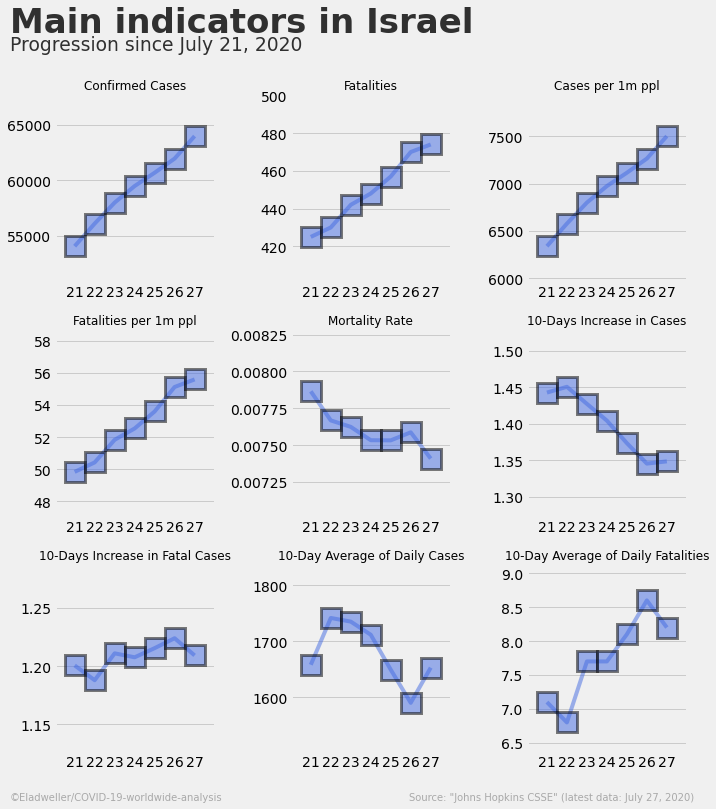 Main indicators in Israel
Progression since July 21, 2020
Confirmed Cases
65000
60000
55000
21 22 23 24 25 26 27
Fatalities
500
480
460
440
420
21 22 23 24 25 26 27
Cases per 1m ppl
7500
7000
6500
6000
21 22 23 24 25 26 27
Fatalities per 1m ppl
58
56
54
52
50
48
21 22 23 24 25 26 27
Mortality Rate
0.00825
0.00800
0.00775
0.00750
0.00725
21 22 23 24 25 26 27
10-Days Increase in Cases
1.50
1.45
1.40
1.35
1.30
21 22 23 24 25 26 27
10-Days Increase in Fatal Cases
1.25
1.20
1.15
21 22 23 24 25 26 27
10-Day Average of Daily Cases
1800
1700
1600
21 22 23 24 25 26 27
10-Day Average of Daily Fatalities
9.0
8.5
8.0
7.5
7.0
6.5
21 22 23 24 25 26 27
©Eladweller/COVID-19-worldwide-analysis
Source: "Johns Hopkins CSSE" (latest data: July 27, 2020)